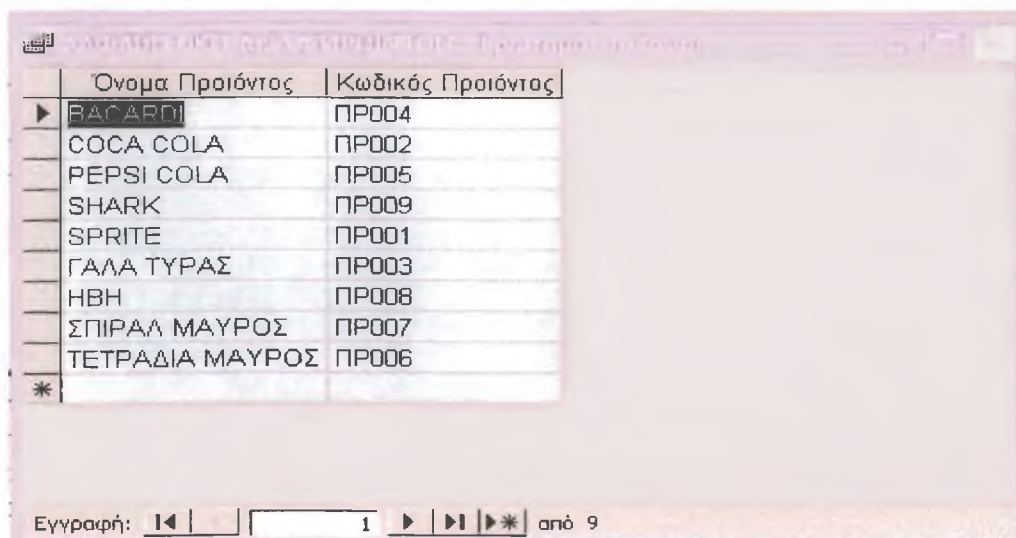 Όνομα Προιόντος Κωδικός Προιόντος
BACARDI ΠΡ004
COCA COLA ΠΡ002
PEPSI COLA ΠΡ005
SHARK ΠΡ009
SPRITE ΠΡ001
ΓΑΛΑ ΤΥΡΑΣ ΠΡ003
ΗΒΗ ΠΡ008
ΣΠΙΡΑΛ ΜΑΥΡΟΣ ΠΡ007
ΤΕΤΡΑΔΙΑ ΜΑΥΡΟΣ ΠΡ006
Εγγραφή: 1 από 9